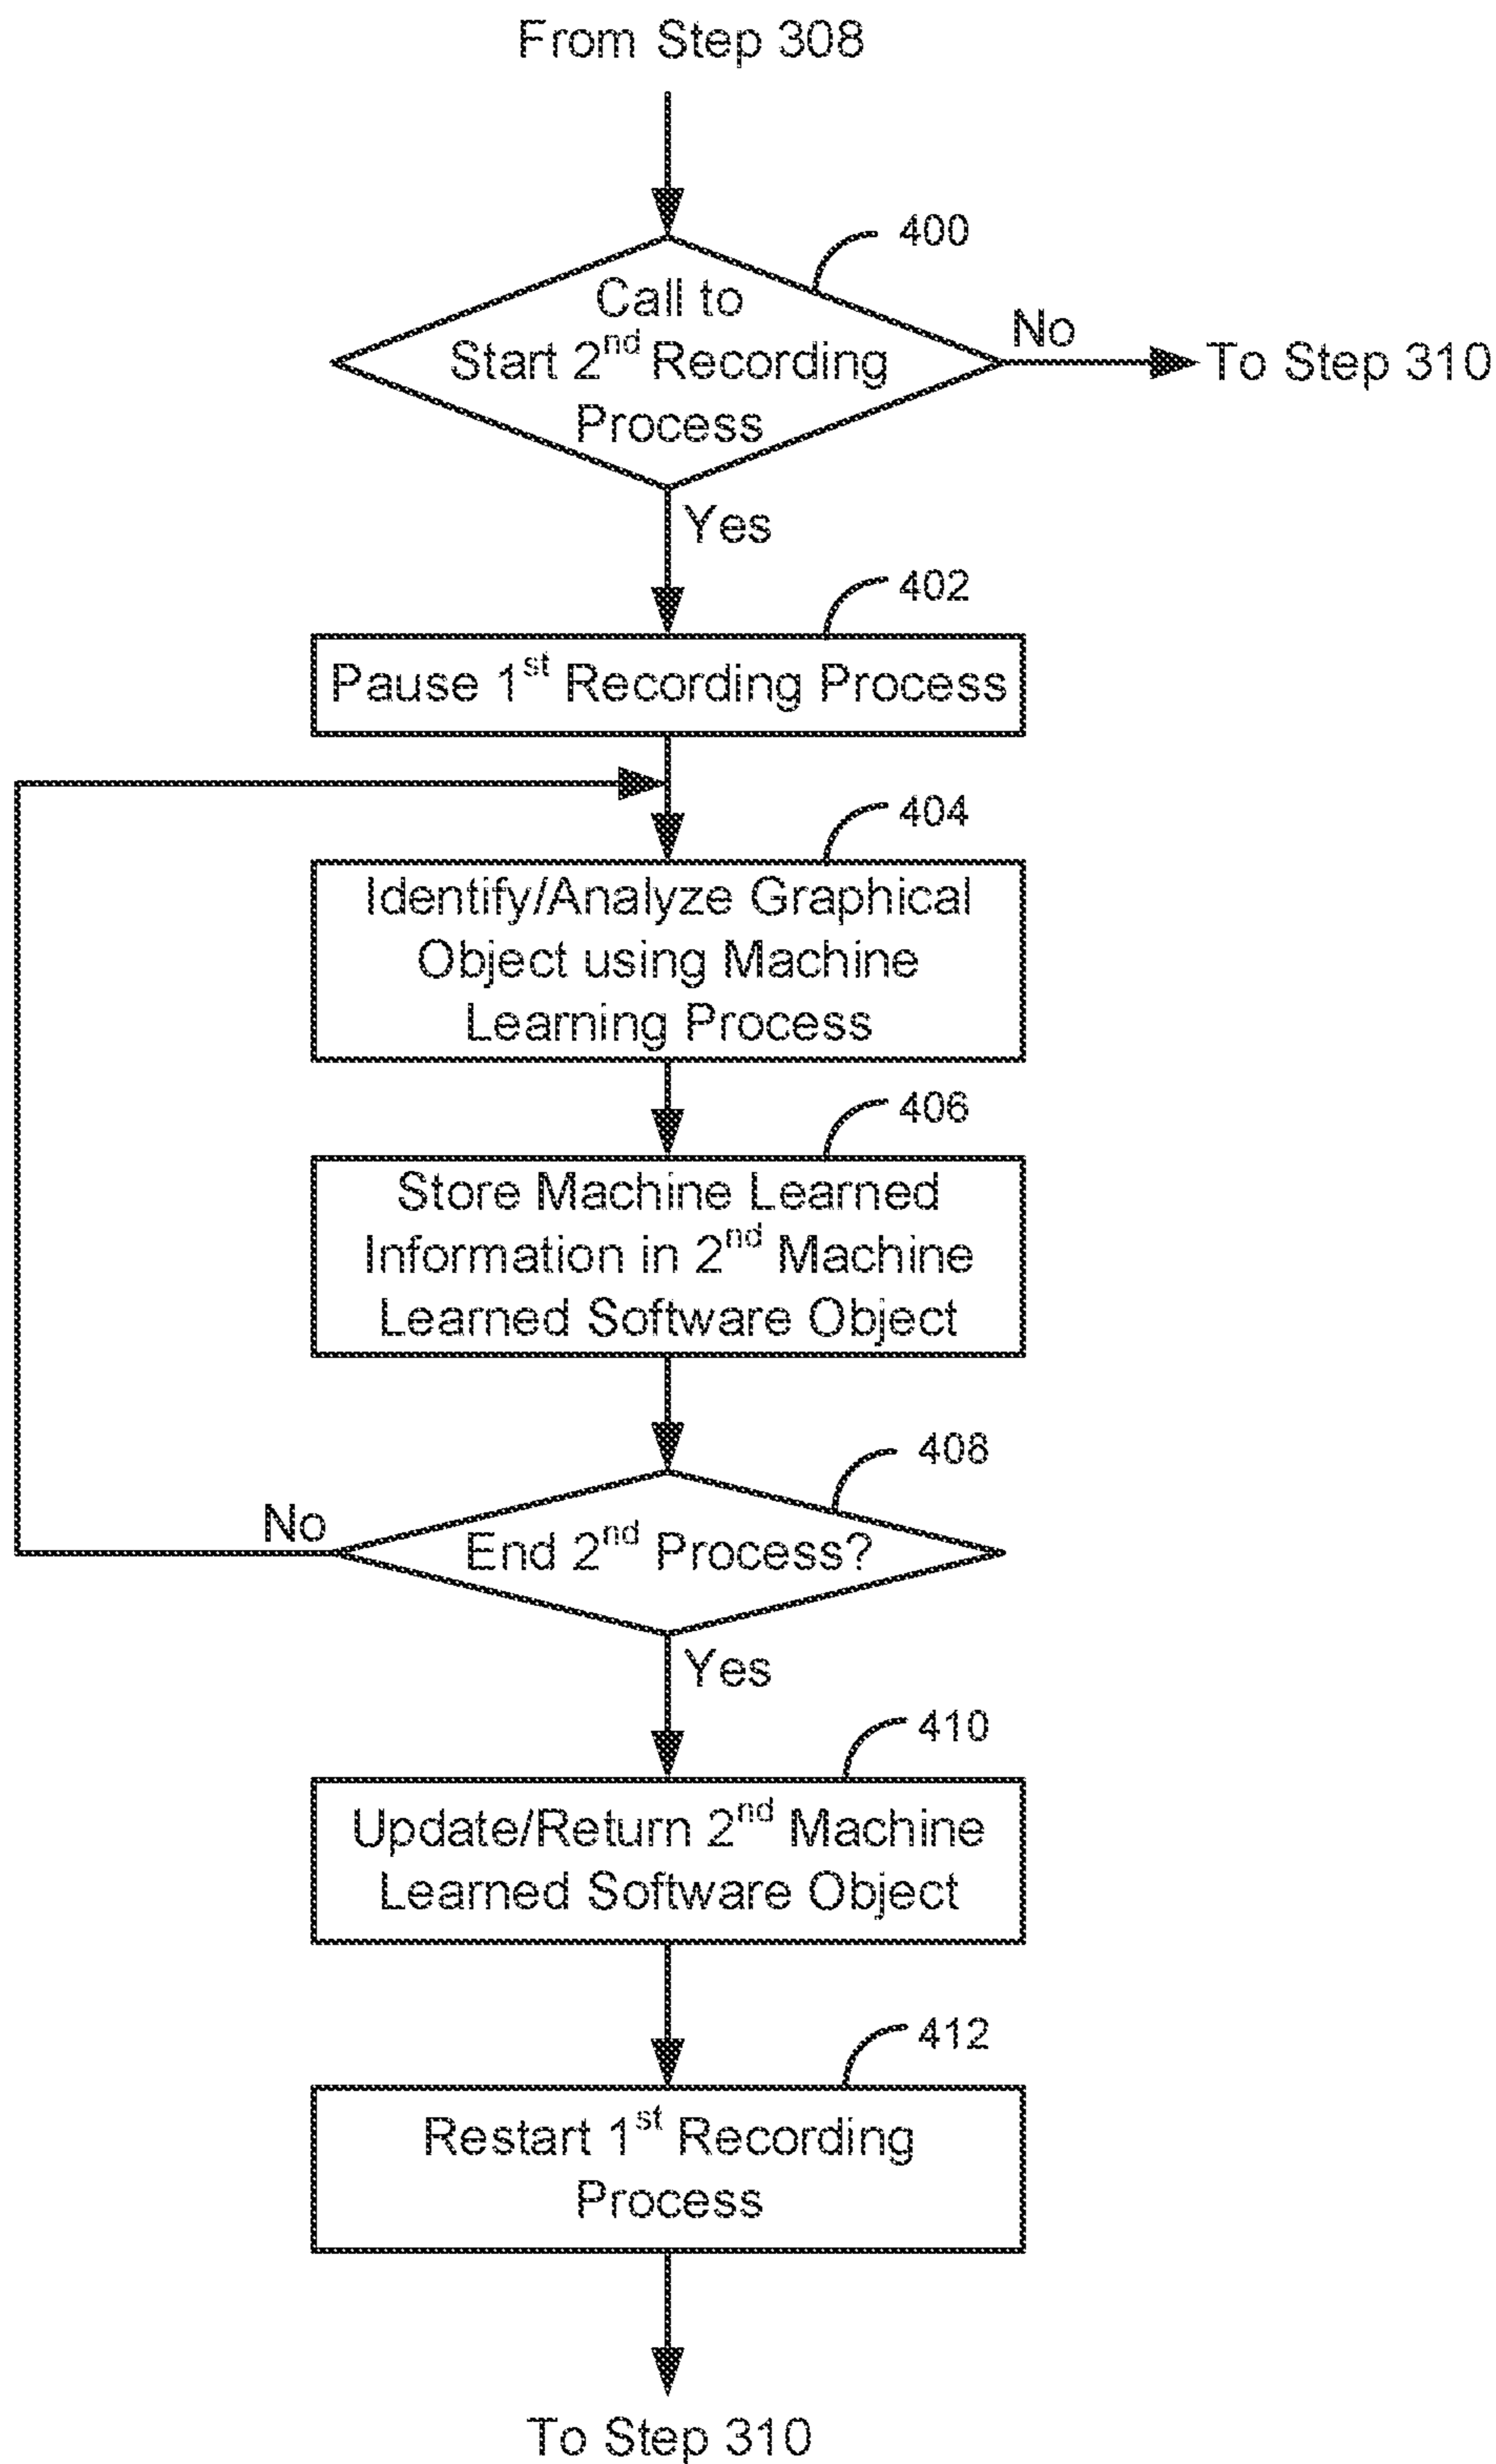 From Step 308
400
Call to
Start 2nd Recording
Process
No
To Step 310
Yes
402
Pause 1st Recording Process
404
Identify/Analyze Graphical
Object using Machine
Learning Process
406
Store Machine Learned
Information in 2nd Machine
Learned Software Object
408
No
End 2nd Process?
Yes
410
Update/Return 2nd Machine
Learned Software Object
412
Restart 1st Recording
Process
To Step 310